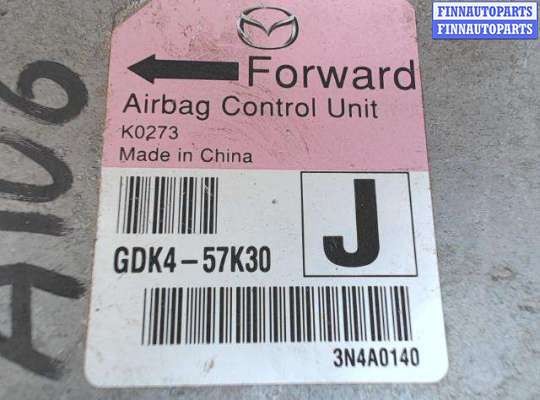 FINNAUTOPARTS
FINNAUTOPARTS
Forward
Airbag Control Unit
K0273
Made in China
J
GDK4-57K30
3N4A0140